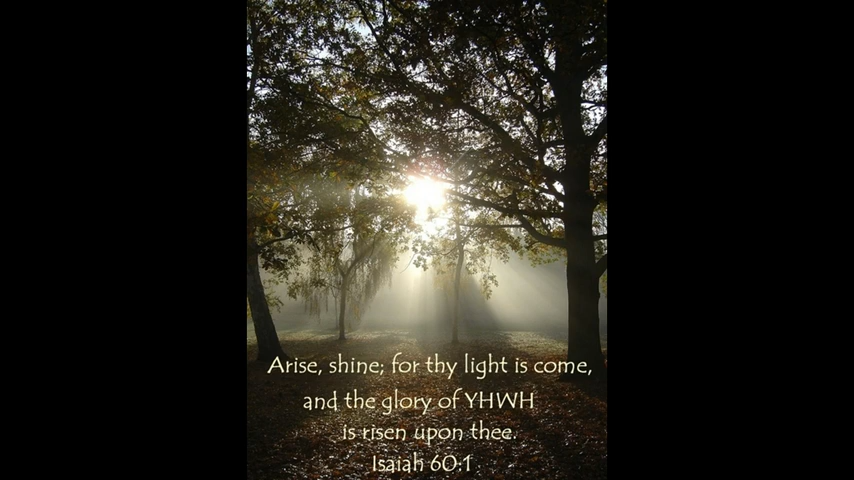 Arise, shine; for thy light is come,
and the glory of YHWH
is risen upon thee.
Isaiah 60:1